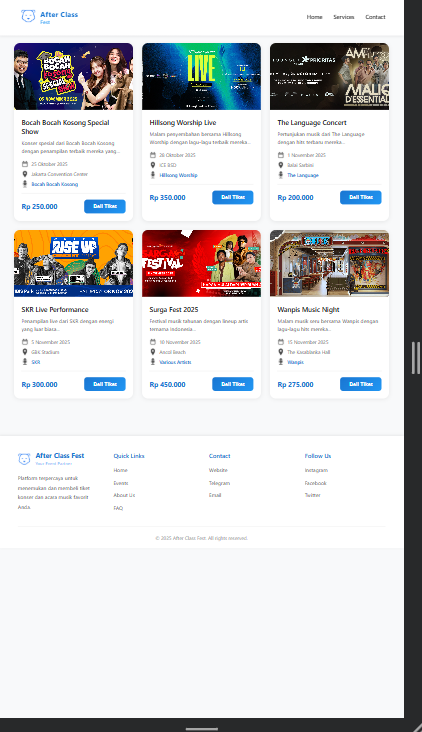 After Class
Fest
Home Services Contact
BOCAH BOCAH KOSONG
05 NOVEMBER 2025
LIVE
PRIORITAS
D'ESSENTIALS
Bocah Bocah Kosong Special Show
Konser spesial dari Bocah Bocah Kosong
dengan penampilan terbaik mereka yang...
25 Oktober 2025
Jakarta Convention Center
Bocah Bocah Kosong
Rp 250.000
Beli Tiket
Hillsong Worship Live
Malam penyembahan bersama Hillsong
Worship dengan lagu-lagu terbaik mereka...
28 Oktober 2025
ICE BSD
Hillsong Worship
Rp 350.000
Beli Tiket
The Language Concert
Pertunjukan musik dari The Language
dengan hits terbaru mereka...
1 November 2025
Balai Sarbini
The Language
Rp 200.000
Beli Tiket
RISE UP
FESTIVAL
SKR Live Performance
Penampilan live dari SKR dengan energi
yang luar biasa...
5 November 2025
GBK Stadium
SKR
Rp 300.000
Beli Tiket
Surga Fest 2025
Festival musik tahunan dengan lineup artis
ternama Indonesia...
10 November 2025
Ancol Beach
Various Artists
Rp 450.000
Beli Tiket
Wanpis Music Night
Malam musik seru bersama Wanpis dengan
lagu-lagu hits mereka...
15 November 2025
The Kasablanka Hall
Wanpis
Rp 275.000
Beli Tiket
After Class Fest
Your Event Partner
Platform terpercaya untuk
menemukan dan membeli tiket
konser dan acara musik favorit
Anda.
Quick Links
Home
Events
About Us
FAQ
Contact
Website
Telegram
Email
Follow Us
Instagram
Facebook
Twitter
© 2025 After Class Fest. All rights reserved.